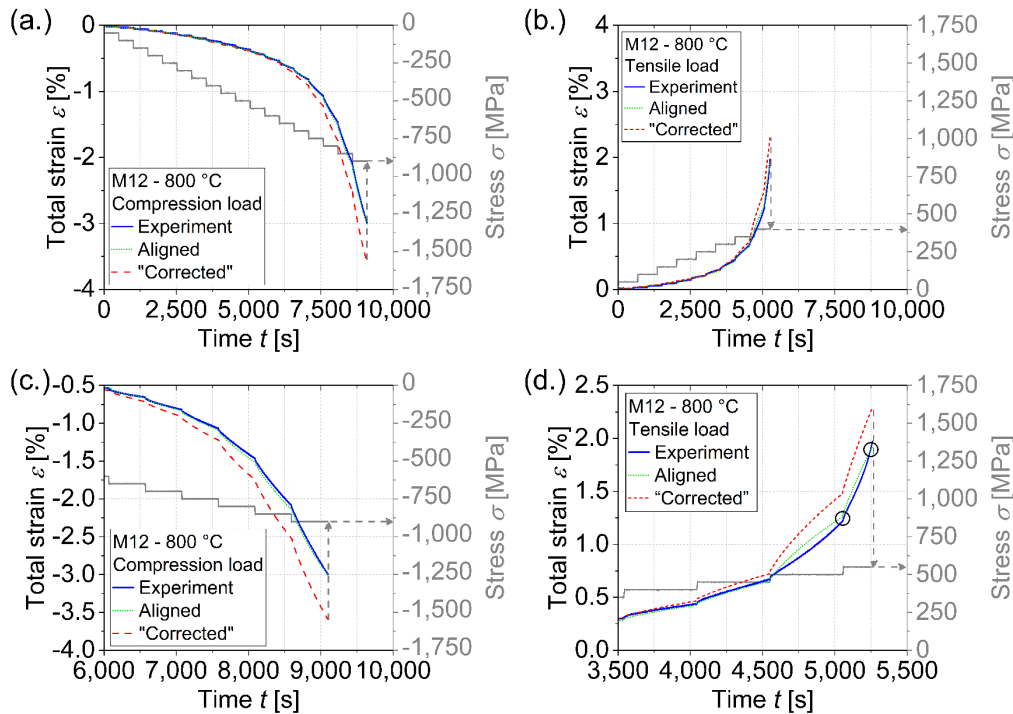 (a.)
0
-1
-2
-3
-4
Total strain ε [%]
M12 - 800 °C
Compression load
Experiment
Aligned
"Corrected"
0
-250
-500
-750
-1,000
-1,250
-1,500
-1,750
Stress σ [MPa]
0
2,500
5,000
7,500
10,000
Time t [s]
(b.)
4
3
2
1
0
Total strain ε [%]
M12 - 800 °C
Tensile load
Experiment
Aligned
"Corrected"
1,750
1,500
1,250
1,000
750
500
250
0
Stress σ [MPa]
0
2,500
5,000
7,500
10,000
Time t [s]
(c.)
-0.5
-1.0
-1.5
-2.0
-2.5
-3.0
-3.5
-4.0
Total strain ε [%]
M12 - 800 °C
Compression load
Experiment
Aligned
"Corrected"
0
-250
-500
-750
-1,000
-1,250
-1,500
-1,750
Stress σ [MPa]
6,000
7,000
8,000
9,000
10,000
Time t [s]
(d.)
2.5
2.0
1.5
1.0
0.5
0.0
Total strain ε [%]
M12 - 800 °C
Tensile load
Experiment
Aligned
“Corrected”
1,750
1,500
1,250
1,000
750
500
250
0
Stress σ [MPa]
3,500
4,000
4,500
5,000
5,500
Time t [s]